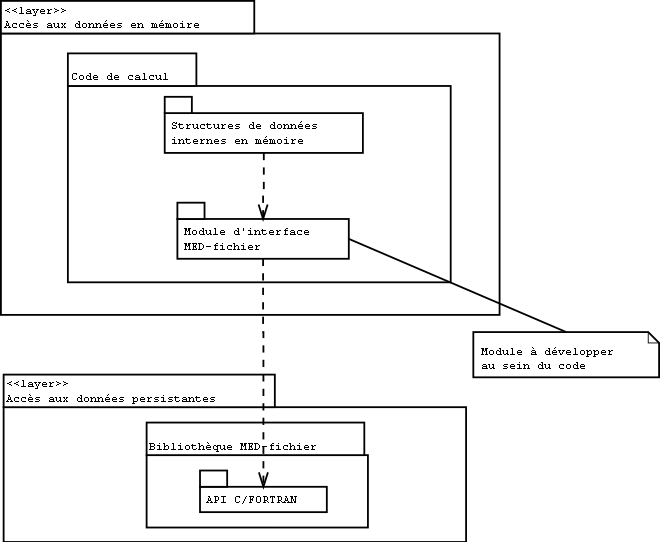 <<layer>>
Accès aux données en mémoire
Code de calcul
Structures de données
internes en mémoire
Module d'interface
MED-fichier
Module à développer
au sein du code
<<layer>>
Accès aux données persistantes
Bibliothèque MED-fichier
API C/FORTRAN